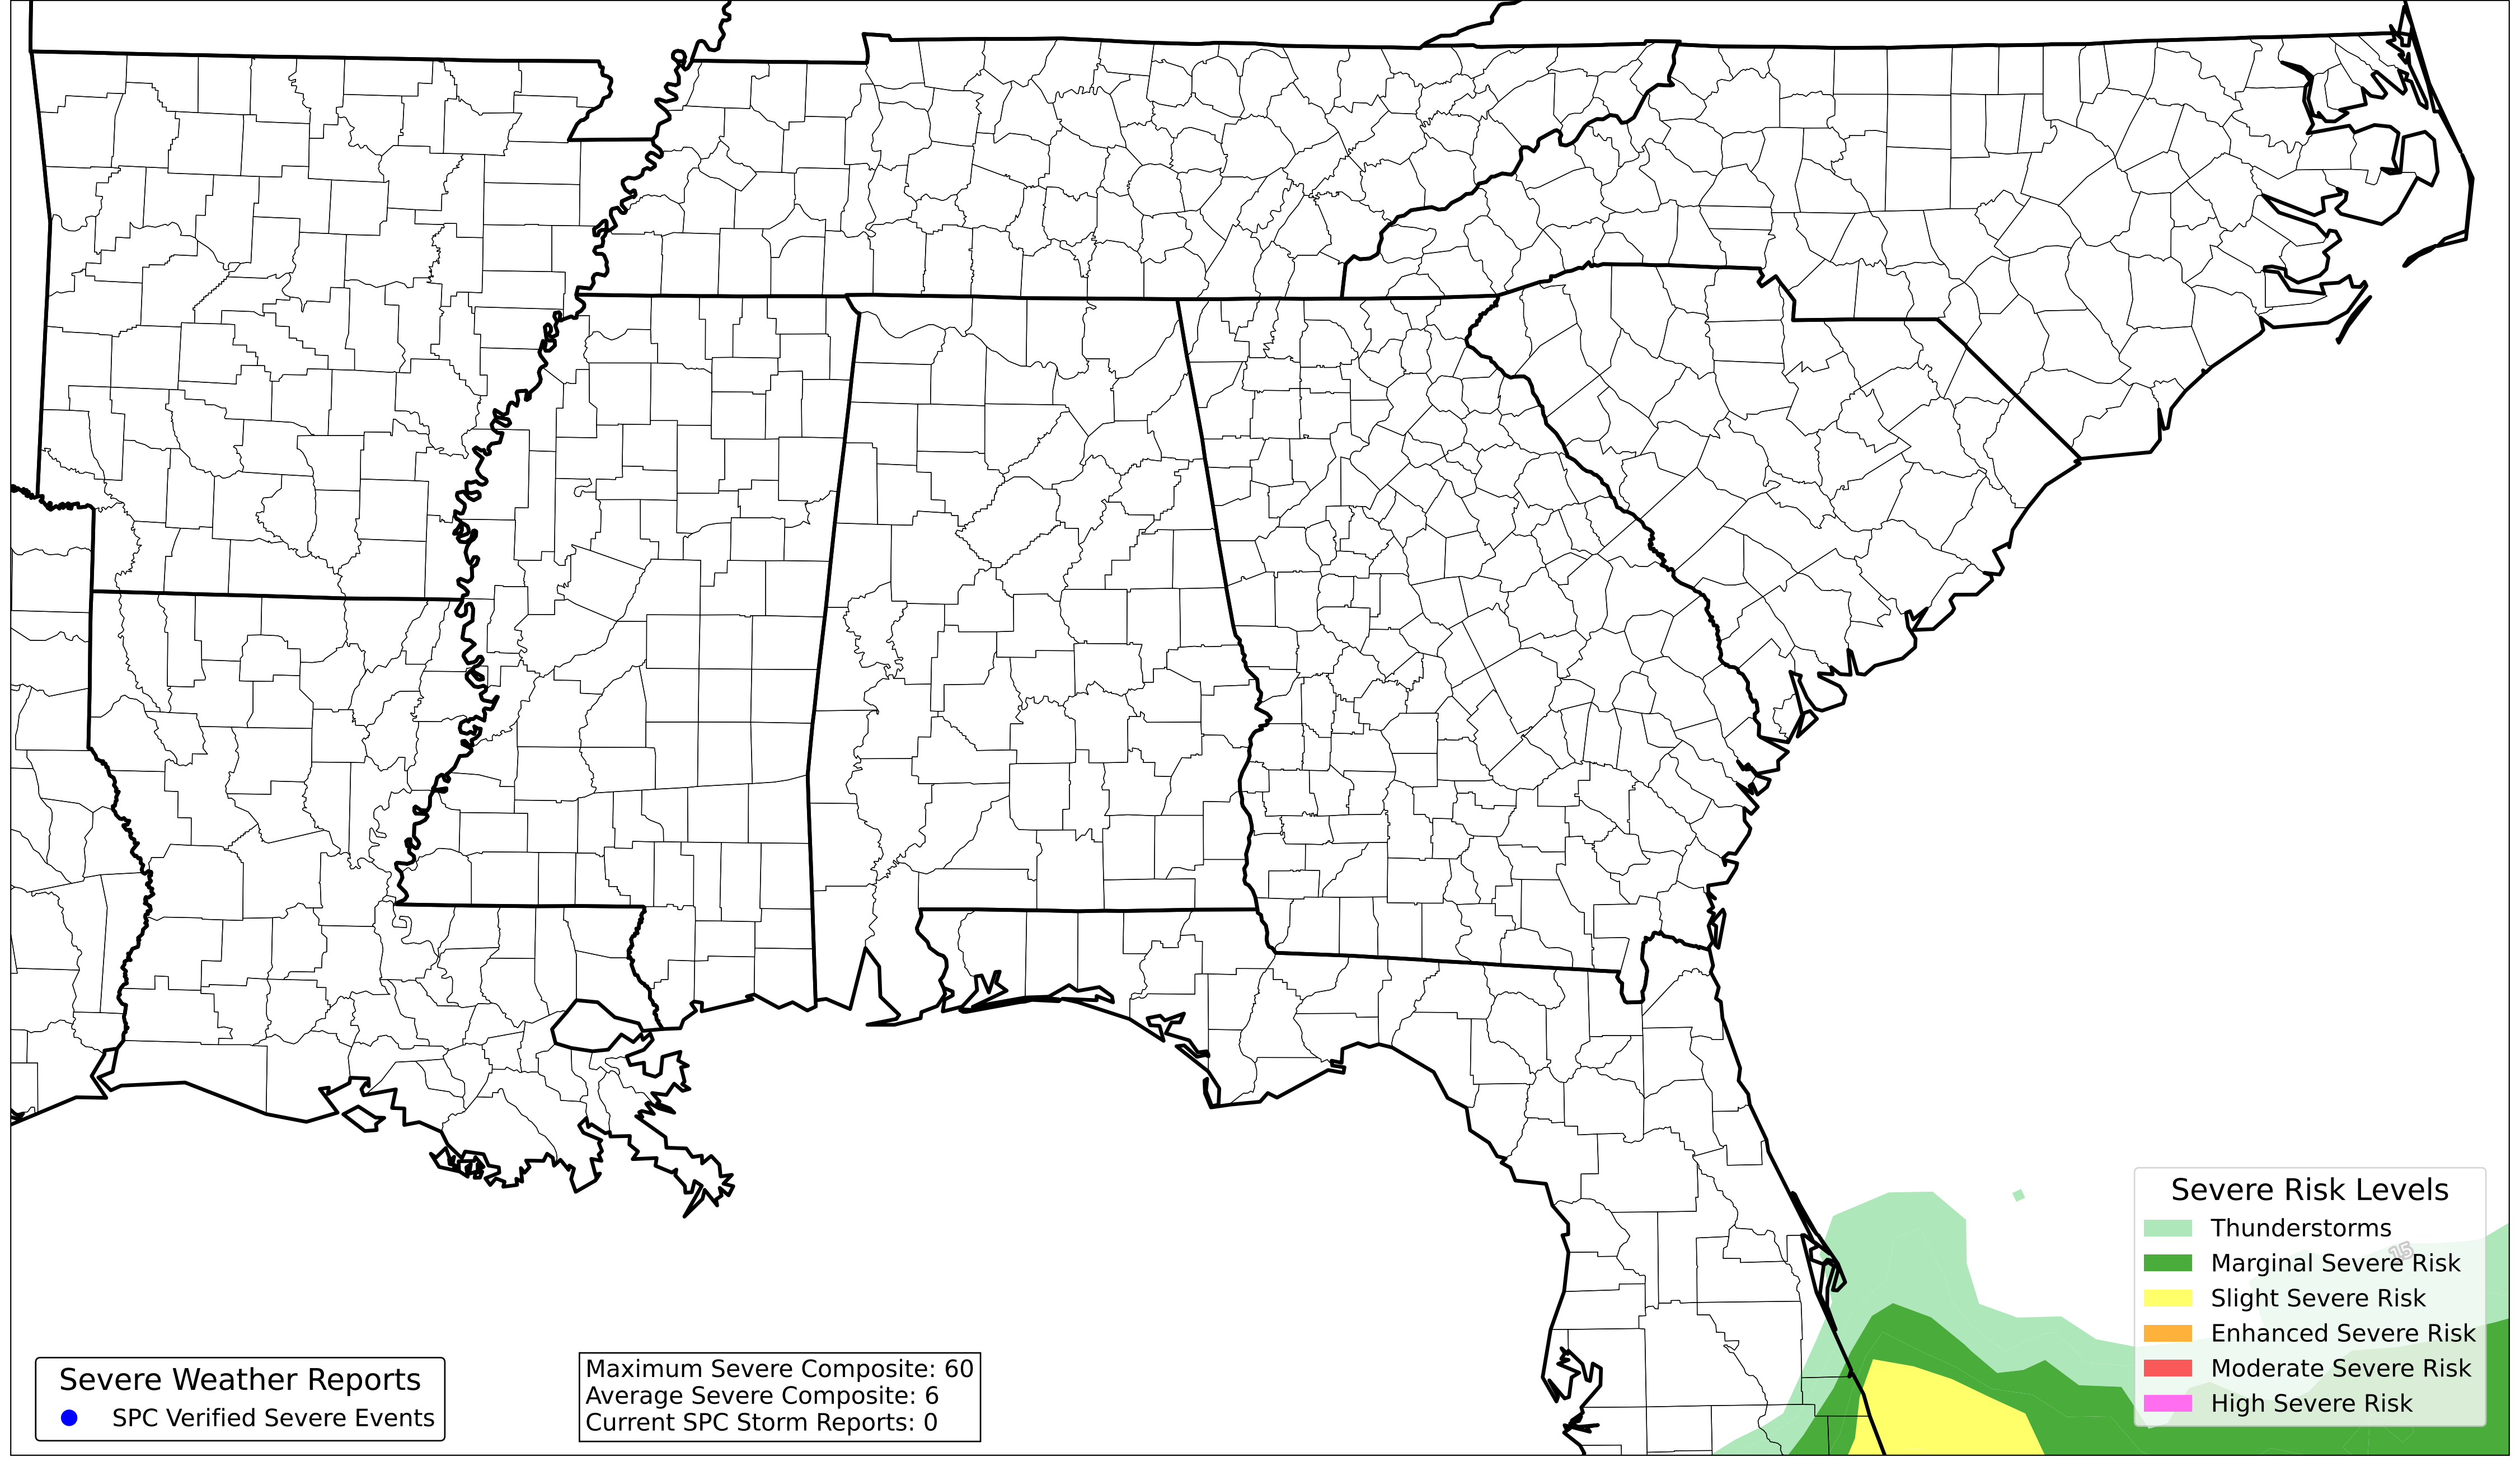 15
Severe Risk Levels
Thunderstorms
Marginal Severe Risk
Slight Severe Risk
Enhanced Severe Risk
Moderate Severe Risk
High Severe Risk
Severe Weather Reports
SPC Verified Severe Events
Maximum Severe Composite: 60
Average Severe Composite: 6
Current SPC Storm Reports: 0